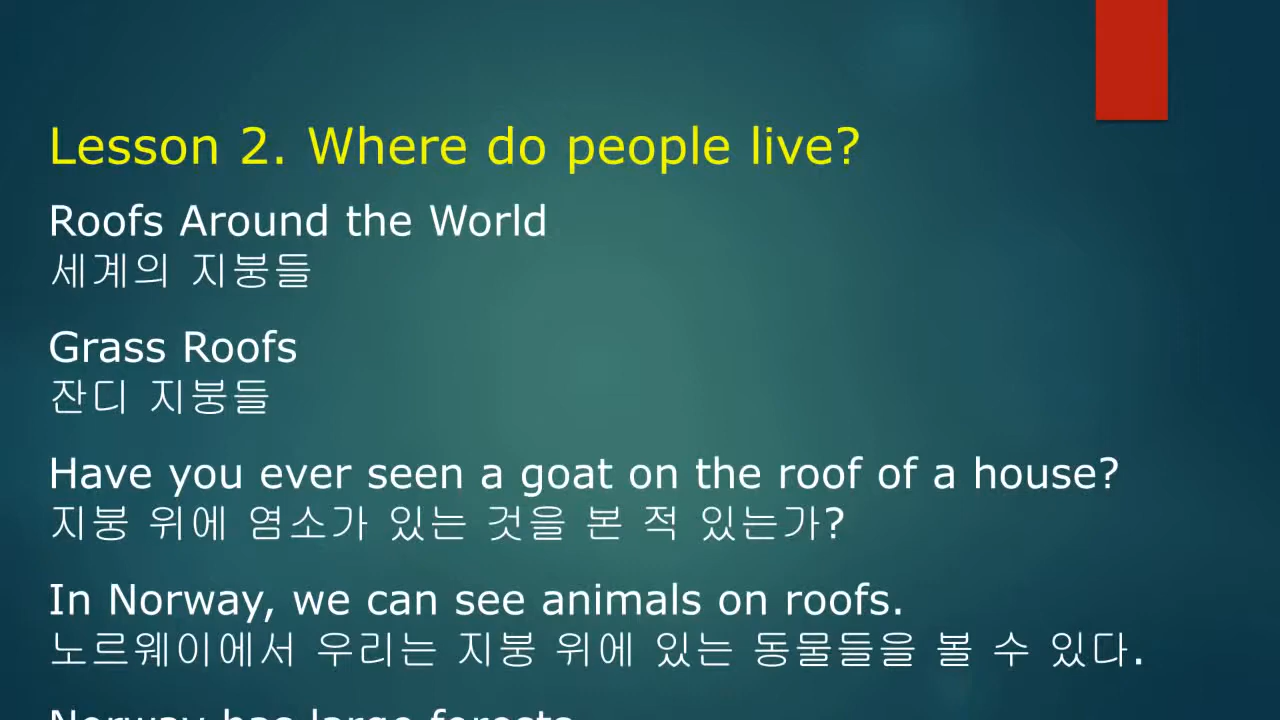 Lesson 2. Where do people live?
Roofs Around the World
세계의 지붕들
Grass Roofs
잔디 지붕들
Have you ever seen a goat on the roof of a house?
지붕 위에 염소가 있는 것을 본 적 있는가?
In Norway, we can see animals on roofs.
노르웨이에서 우리는 지붕 위에 있는 동물들을 볼 수 있다.
Norway has large forests